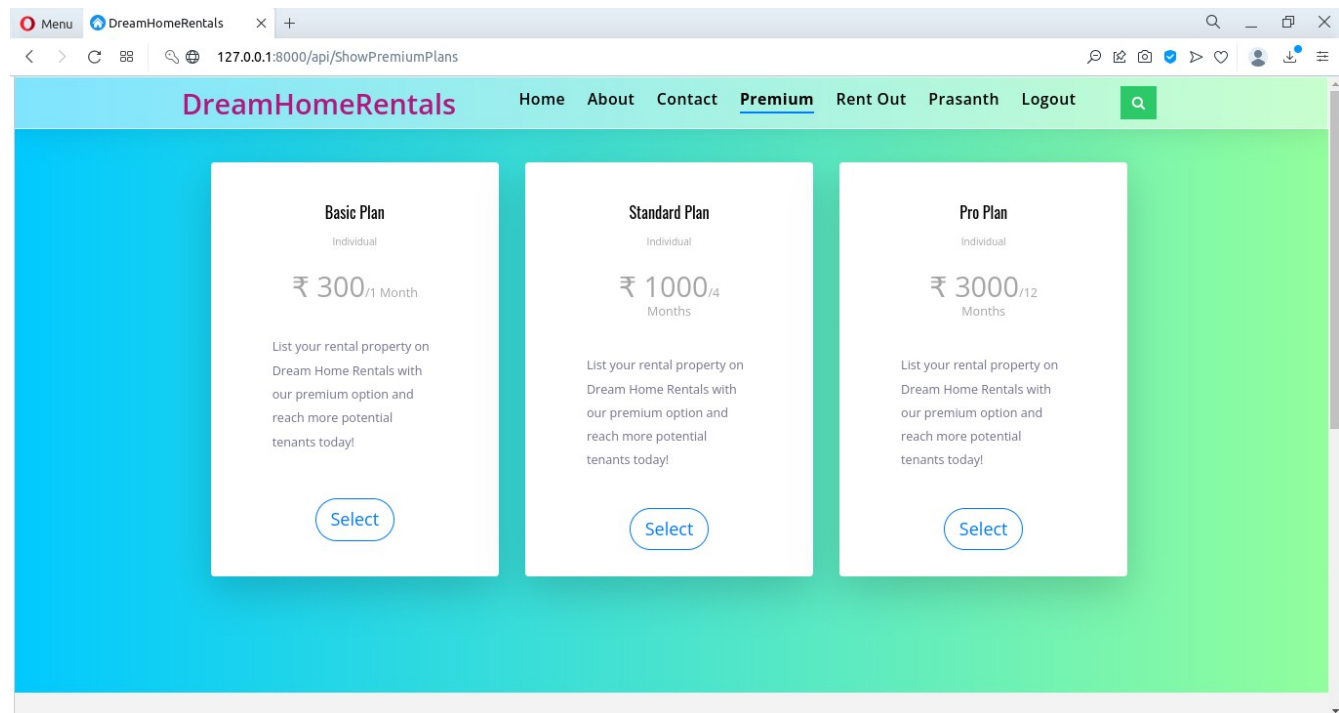 Menu
DreamHomeRentals
127.0.0.1:8000/api/ShowPremiumPlans
DreamHomeRentals
Home About Contact Premium Rent Out Prasanth Logout
Basic Plan
Individual
₹ 300/1 Month
List your rental property on
Dream Home Rentals with
our premium option and
reach more potential
tenants today!
Select
Standard Plan
Individual
₹ 1000/4
Months
List your rental property on
Dream Home Rentals with
our premium option and
reach more potential
tenants today!
Select
Pro Plan
Individual
₹ 3000/12
Months
List your rental property on
Dream Home Rentals with
our premium option and
reach more potential
tenants today!
Select